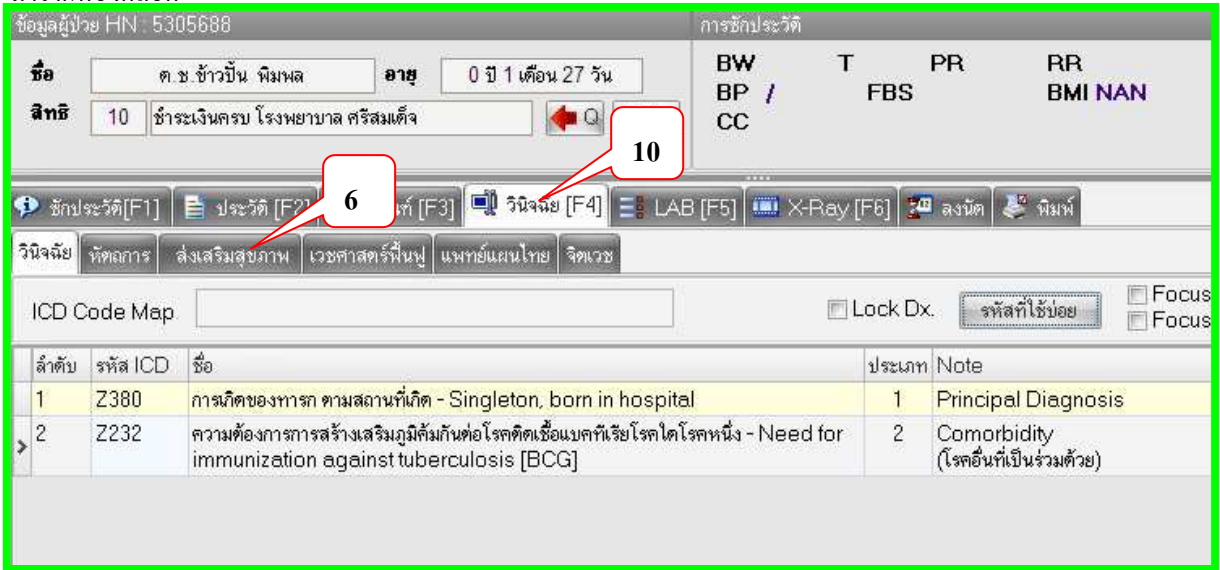 ข้อมูลผู้ป่วย HN : 5305688
การซักประวัติ
ชื่อ ด.ช.ข้าวปั้น พิมพล อายุ 0 ปี 1 เดือน 27 วัน
สิทธิ 10 ชำระเงินครบ โรงพยาบาล ศรีสมเด็จ Q
BW T PR RR
BP / FBS BMI NAN
CC
10
6
ซักประวัติ[F1] ประวัติ [F2] [F3] วินิจฉัย [F4] LAB [F5] X-Ray [F6] ลงนัด พิมพ์
วินิจฉัย หัตถการ ส่งเสริมสุขภาพ เวชศาสตร์ฟื้นฟู แพทย์แผนไทย จิตเวช
ICD Code Map Lock Dx. รหัสที่ใช้บ่อย Focus
Focus
ลำดับ รหัส ICD ชื่อ ประเภท Note
1 Z380 การเกิดของทารก ตามสถานที่เกิด - Singleton, born in hospital 1 Principal Diagnosis
2 Z232 ความต้องการการสร้างเสริมภูมิคุ้มกันต่อโรคติดเชื้อแบคทีเรียโรคใดโรคหนึ่ง - Need for immunization against tuberculosis [BCG] 2 Comorbidity
(โรคอื่นที่เป็นร่วมด้วย)